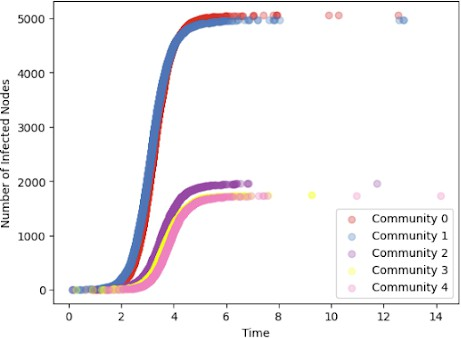 5000
4000
3000
2000
1000
0
Number of Infected Nodes
0 2 4 6 8 10 12 14
Time
Community 0
Community 1
Community 2
Community 3
Community 4